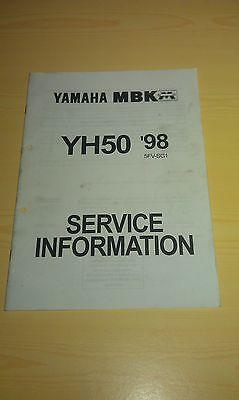 YAMAHA MBK
YH50 '98
5FV-SG1
SERVICE
INFORMATION